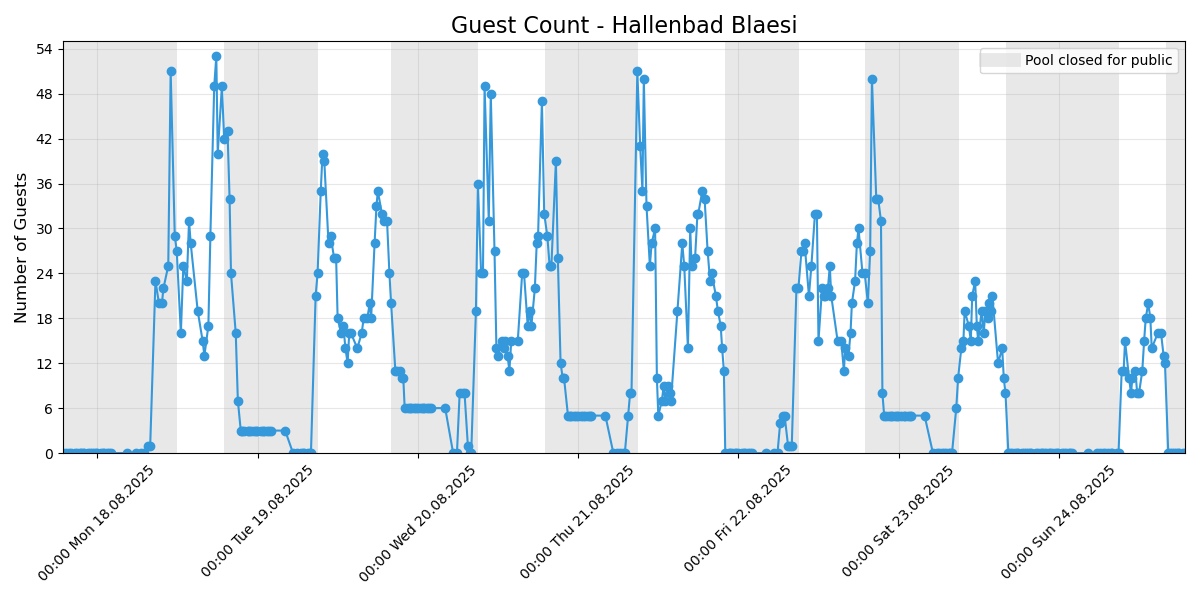 Guest Count - Hallenbad Blaesi
Pool closed for public
Number of Guests
54
48
42
36
30
24
18
12
6
0
00:00 Mon 18.08.2025
00:00 Tue 19.08.2025
00:00 Wed 20.08.2025
00:00 Thu 21.08.2025
00:00 Fri 22.08.2025
00:00 Sat 23.08.2025
00:00 Sun 24.08.2025